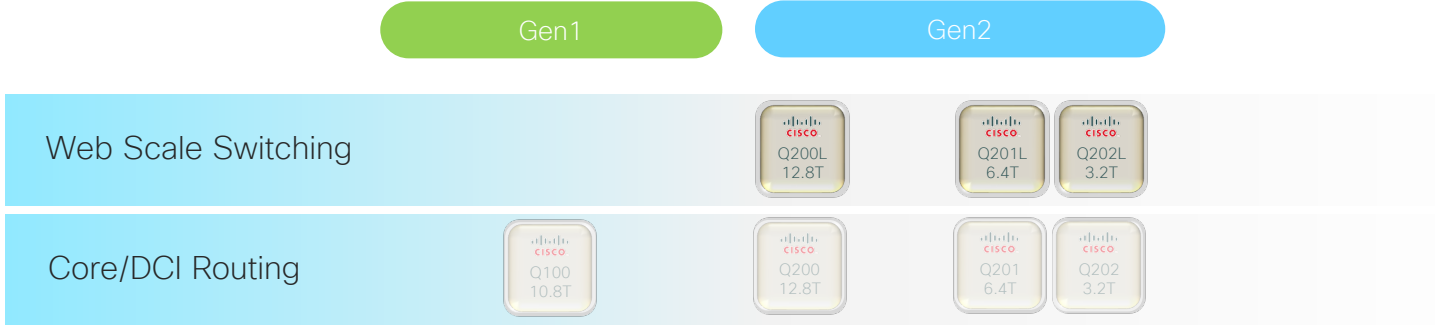 Gen1
Gen2
Web Scale Switching
CISCO
Q200L
12.8T
CISCO
Q201L
6.4T
CISCO
Q202L
3.2T
Core/DCI Routing
CISCO
Q100
10.8T
CISCO
Q200
12.8T
CISCO
Q201
6.4T
CISCO
Q202
3.2T